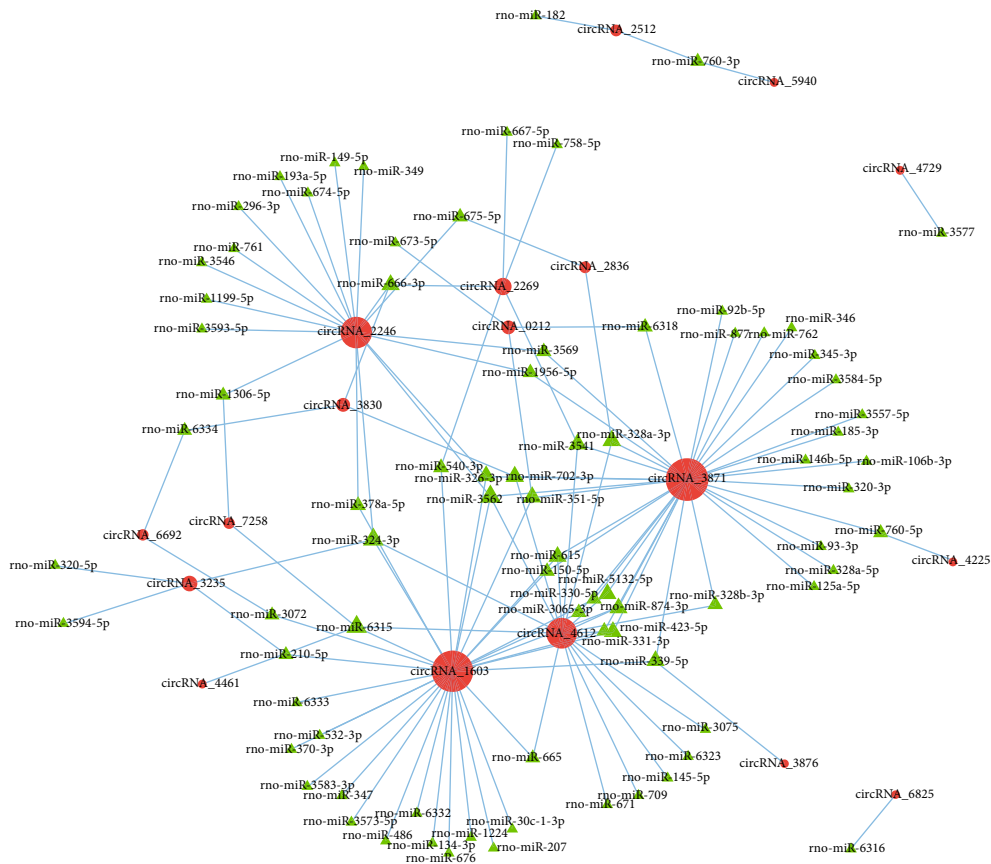 rno-miR-182
circRNA_2512
rno-miR-760-3p
circRNA_5940
rno-miR-667-5p
rno-miR-758-5p
rno-miR-149-5p
rno-miR-349
rno-miR-193a-5p
rno-miR-674-5p
circRNA_4729
rno-miR-296-3p
rno-miR-675-5p
rno-miR-3577
rno-miR-673-5p
rno-miR-761
rno-miR-3546
circRNA_2836
rno-miR-666-3p
circRNA_2269
rno-miR-1199-5p
rno-miR-92b-5p
rno-miR-346
rno-miR-3593-5p
circRNA_2246
circRNA_0212
rno-miR-6318
rno-miR-877
rno-miR-762
rno-miR-3569
rno-miR-345-3p
rno-miR-1956-5p
rno-miR-3584-5p
rno-miR-1306-5p
circRNA_3830
rno-miR-3557-5p
rno-miR-6334
rno-miR-328a-3p
rno-miR-185-3p
rno-miR-3541
rno-miR-146b-5p
rno-miR-106b-3p
rno-miR-540-3p
rno-miR-326-3p
rno-miR-702-3p
circRNA_3871
rno-miR-320-3p
rno-miR-3562
rno-miR-351-5p
rno-miR-378a-5p
circRNA_7258
circRNA_6692
rno-miR-760-5p
rno-miR-324-3p
rno-miR-93-3p
rno-miR-615
circRNA_4225
rno-miR-320-5p
rno-miR-150-5p
rno-miR-328a-5p
circRNA_3235
rno-miR-5132-5p
rno-miR-125a-5p
rno-miR-330-5p
rno-miR-328b-3p
rno-miR-3594-5p
rno-miR-3072
rno-miR-3065-3p
rno-miR-874-3p
rno-miR-6315
circRNA_4612
rno-miR-423-5p
rno-miR-331-3p
rno-miR-210-5p
rno-miR-339-5p
circRNA_1603
circRNA_4461
rno-miR-6333
rno-miR-3075
rno-miR-532-3p
rno-miR-370-3p
rno-miR-665
rno-miR-6323
circRNA_3876
rno-miR-145-5p
rno-miR-3583-3p
rno-miR-347
rno-miR-709
circRNA_6825
rno-miR-671
rno-miR-6332
rno-miR-3573-5p
rno-miR-30c-1-3p
rno-miR-486
rno-miR-1224
rno-miR-134-3p
rno-miR-207
rno-miR-676
rno-miR-6316